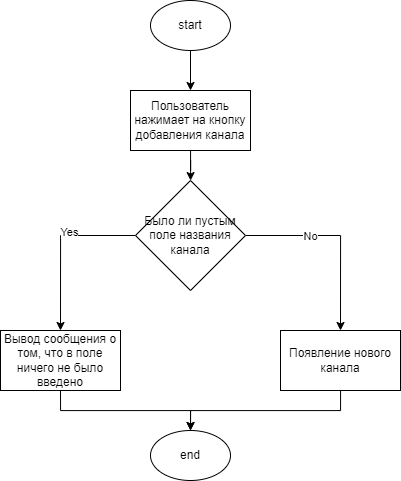 start
Пользователь
нажимает на кнопку
добавления канала
Было ли пустым
поле названия
канала
Yes
No
Вывод сообщения о
том, что в поле
ничего не было
введено
Появление нового
канала
end